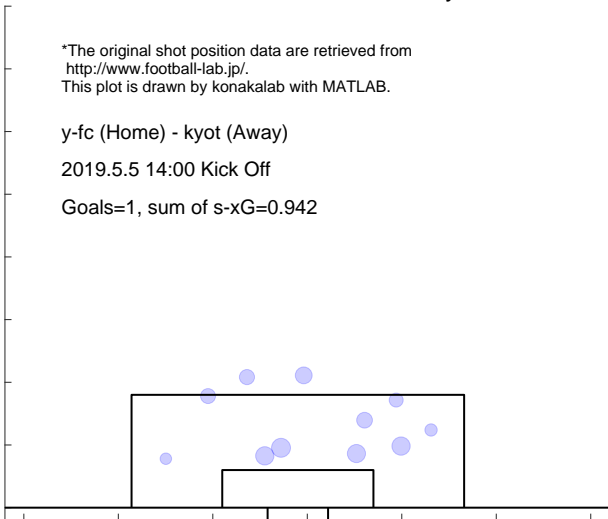 *The original shot position data are retrieved from
http://www.football-lab.jp/.
This plot is drawn by konakalab with MATLAB.
y-fc (Home) - kyot (Away)
2019.5.5 14:00 Kick Off
Goals=1, sum of s-xG=0.942